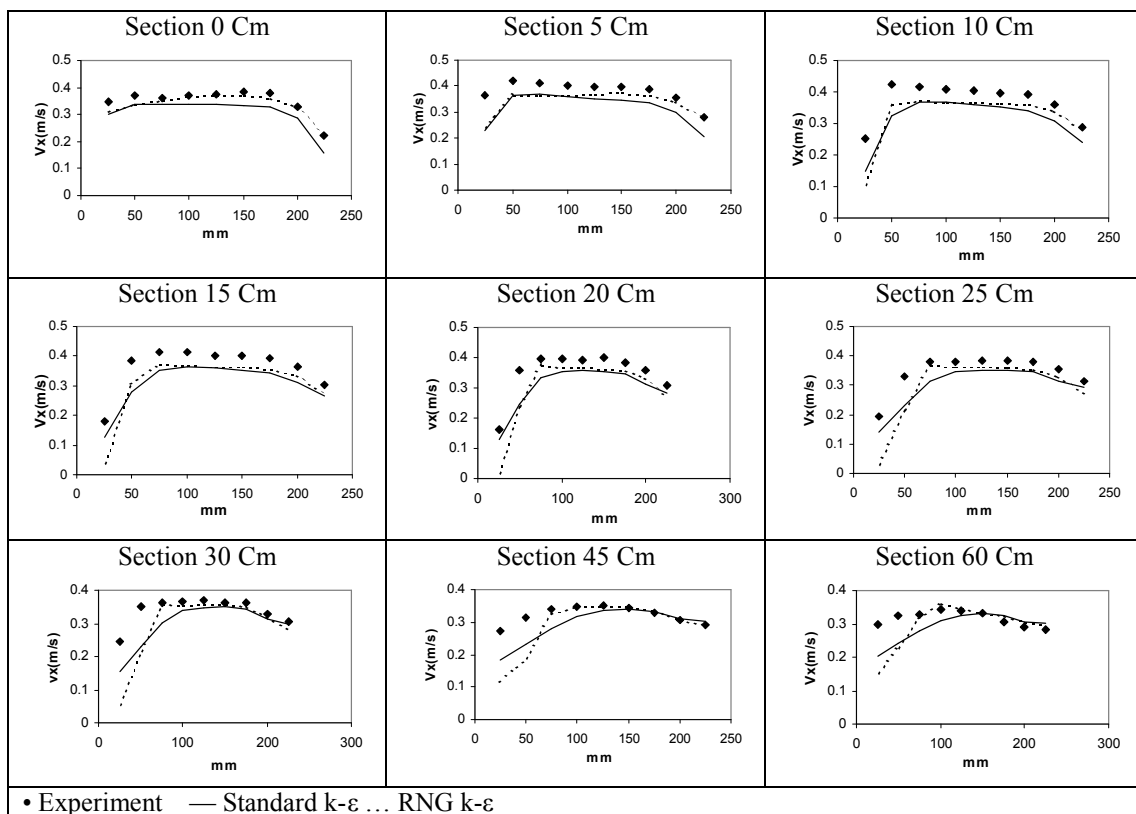 Section 0 Cm
0.5
0.4
0.3
0.2
0.1
0
Vx(m/s)
0 50 100 150 200 250
mm
Section 5 Cm
0.5
0.4
0.3
0.2
0.1
0
Vx(m/s)
0 50 100 150 200 250
mm
Section 10 Cm
0.5
0.4
0.3
0.2
0.1
0
Vx(m/s)
0 50 100 150 200 250
mm
Section 15 Cm
0.5
0.4
0.3
0.2
0.1
0
Vx(m/s)
0 50 100 150 200 250
mm
Section 20 Cm
0.5
0.4
0.3
0.2
0.1
0
vx(m/s)
0 100 200 300
mm
Section 25 Cm
0.5
0.4
0.3
0.2
0.1
0
Vx(m/s)
0 50 100 150 200 250
mm
Section 30 Cm
0.4
0.3
0.2
0.1
0
vx(m/s)
0 100 200 300
mm
Section 45 Cm
0.4
0.3
0.2
0.1
0
Vx(m/s)
0 50 100 150 200 250
mm
Section 60 Cm
0.4
0.3
0.2
0.1
0
Vx(m/s)
0 100 200 300
mm
• Experiment — Standard k-ε ... RNG k-ε